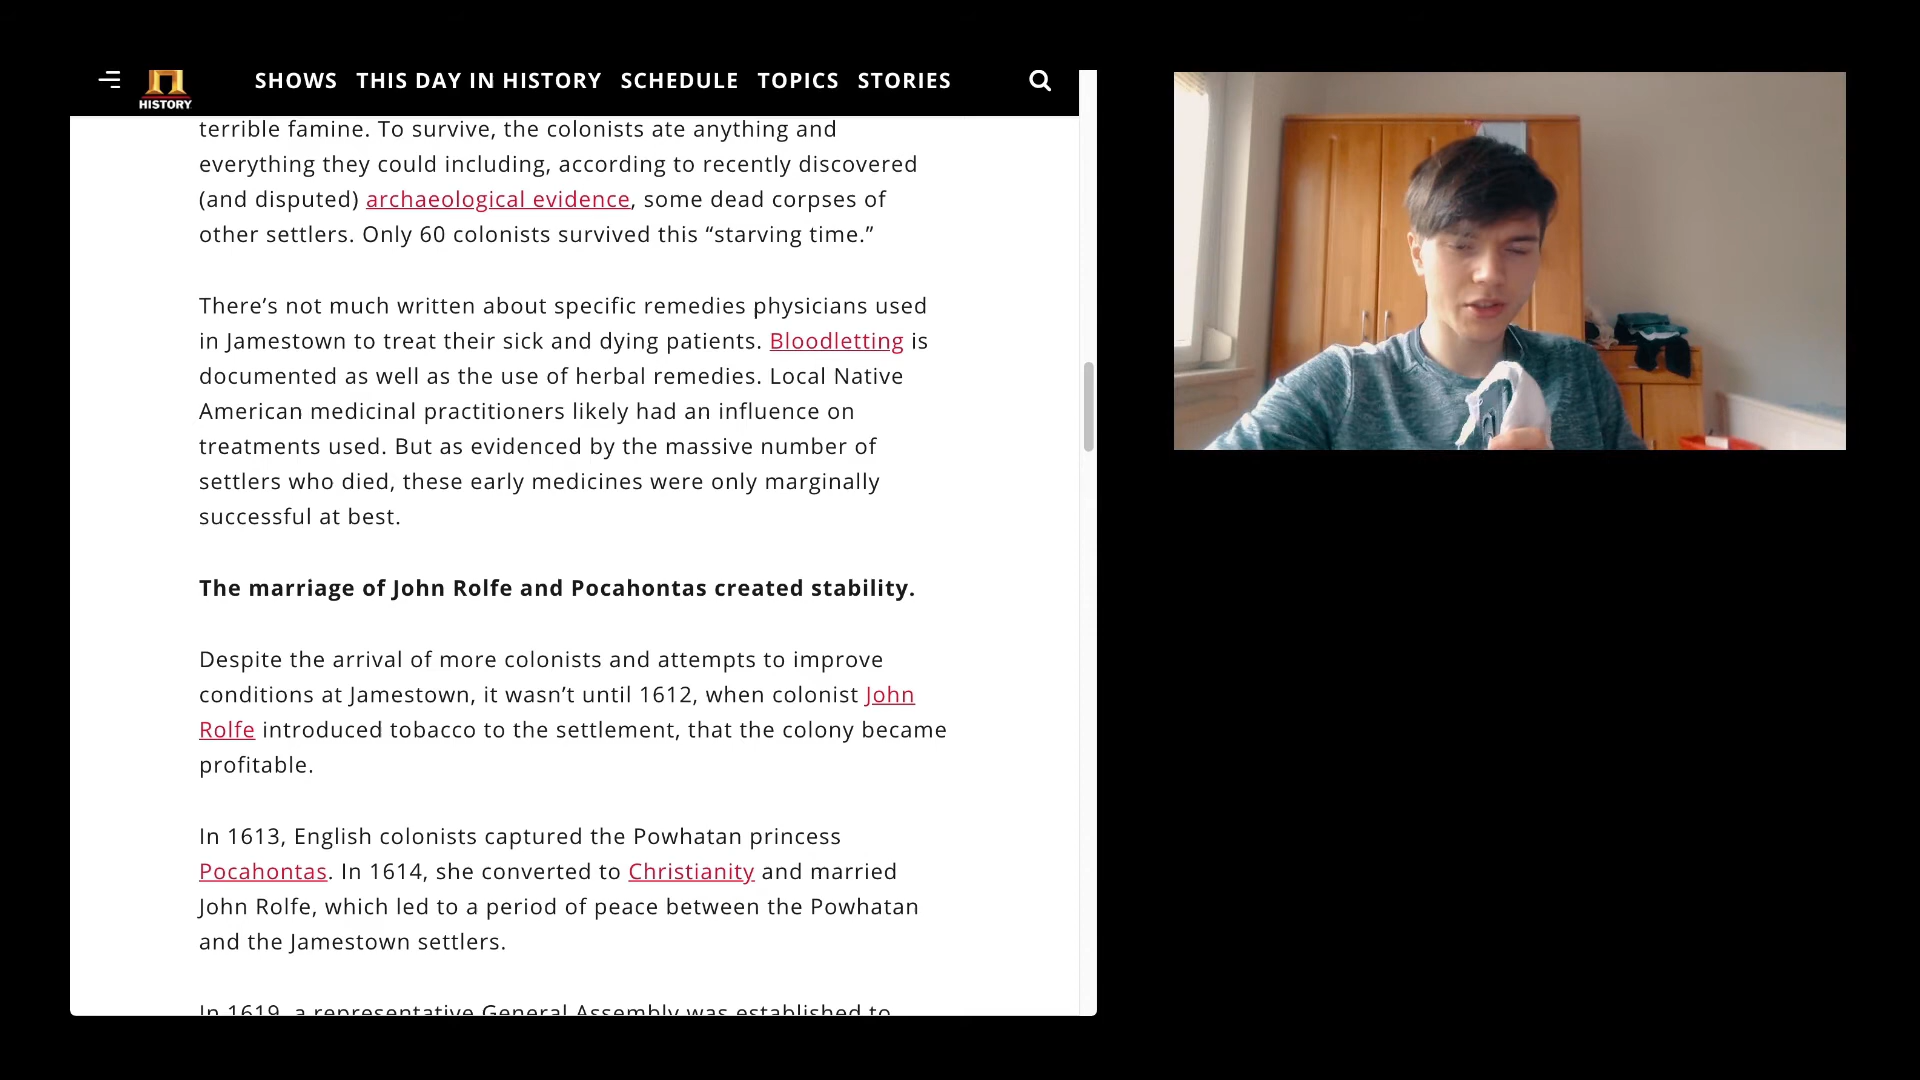 SHOWS THIS DAY IN HISTORY SCHEDULE TOPICS STORIES
HISTORY
terrible famine. To survive, the colonists ate anything and
everything they could including, according to recently discovered
(and disputed) archaeological evidence, some dead corpses of
other settlers. Only 60 colonists survived this “starving time.”
There’s not much written about specific remedies physicians used
in Jamestown to treat their sick and dying patients. Bloodletting is
documented as well as the use of herbal remedies. Local Native
American medicinal practitioners likely had an influence on
treatments used. But as evidenced by the massive number of
settlers who died, these early medicines were only marginally
successful at best.
The marriage of John Rolfe and Pocahontas created stability.
Despite the arrival of more colonists and attempts to improve
conditions at Jamestown, it wasn’t until 1612, when colonist John
Rolfe introduced tobacco to the settlement, that the colony became
profitable.
In 1613, English colonists captured the Powhatan princess
Pocahontas. In 1614, she converted to Christianity and married
John Rolfe, which led to a period of peace between the Powhatan
and the Jamestown settlers.
In 1619, a representative General Assembly was established to